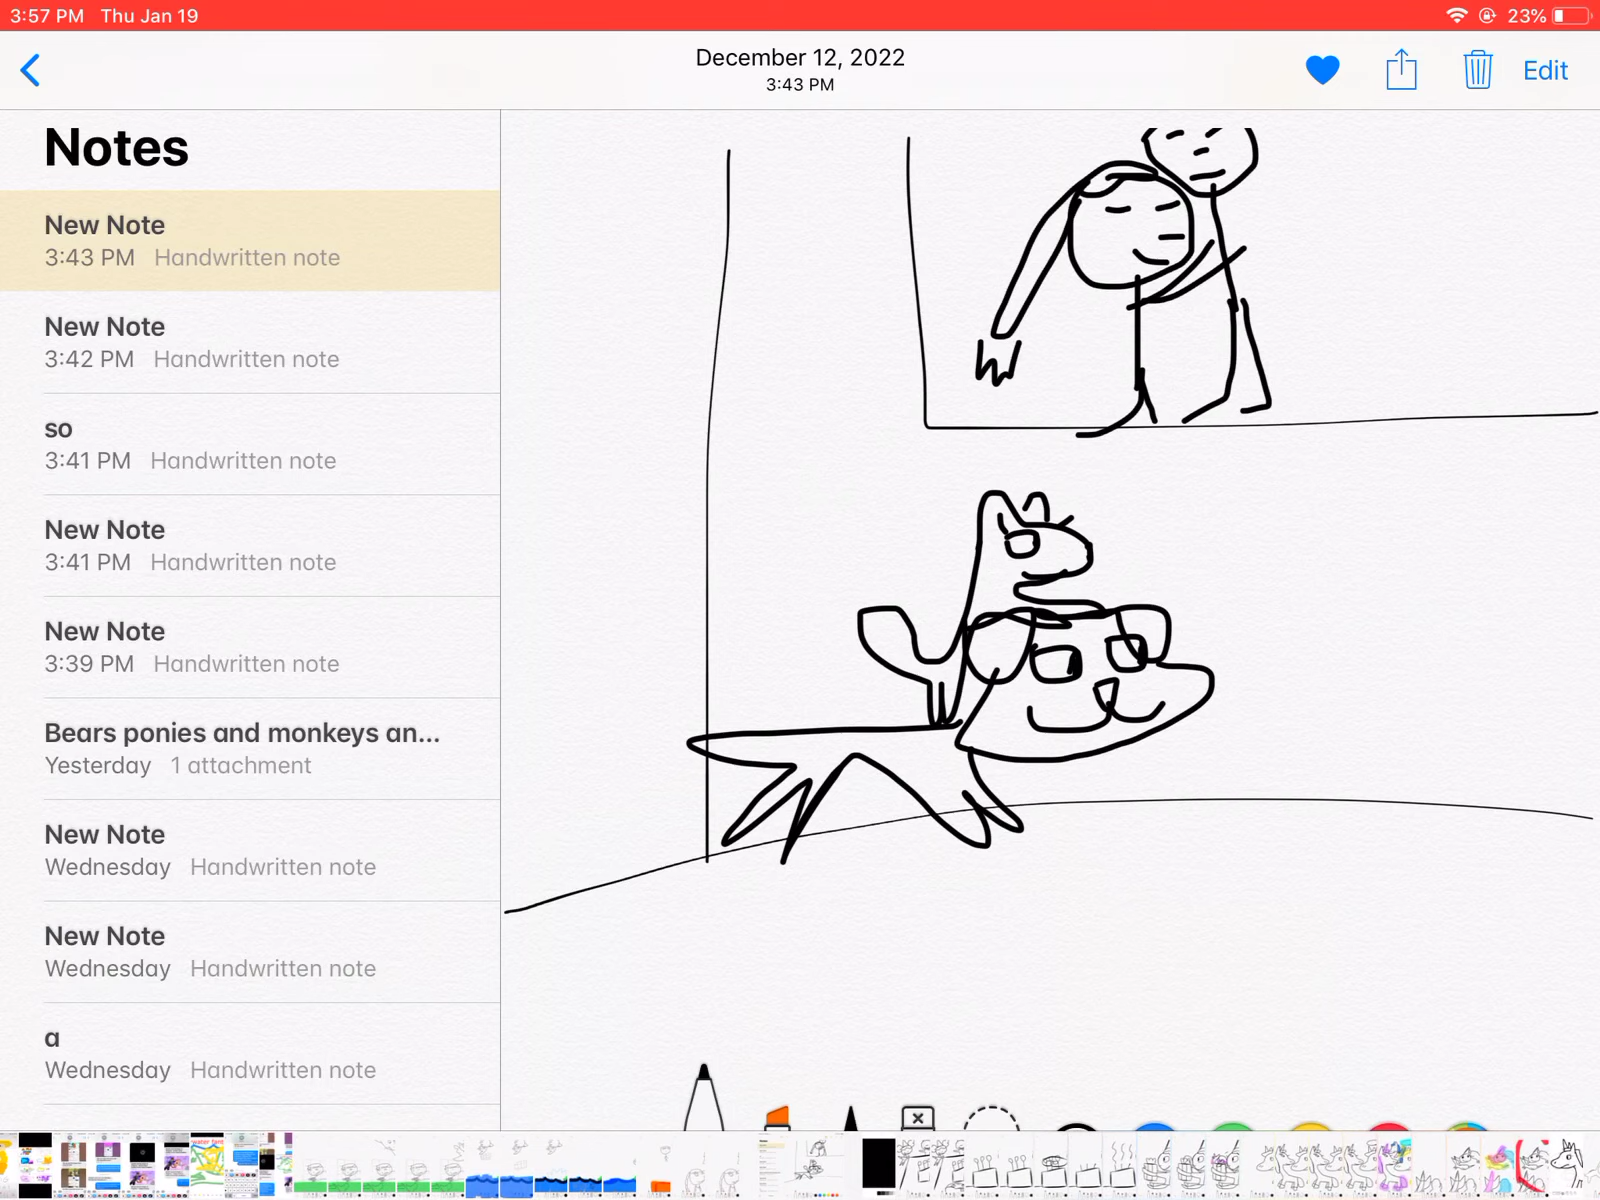 3:57 PM Thu Jan 19 23%
December 12, 2022
3:43 PM
Edit
Notes
New Note
3:43 PM Handwritten note
New Note
3:42 PM Handwritten note
so
3:41 PM Handwritten note
New Note
3:41 PM Handwritten note
New Note
3:39 PM Handwritten note
Bears ponies and monkeys an...
Yesterday 1 attachment
New Note
Wednesday Handwritten note
New Note
Wednesday Handwritten note
a
Wednesday Handwritten note